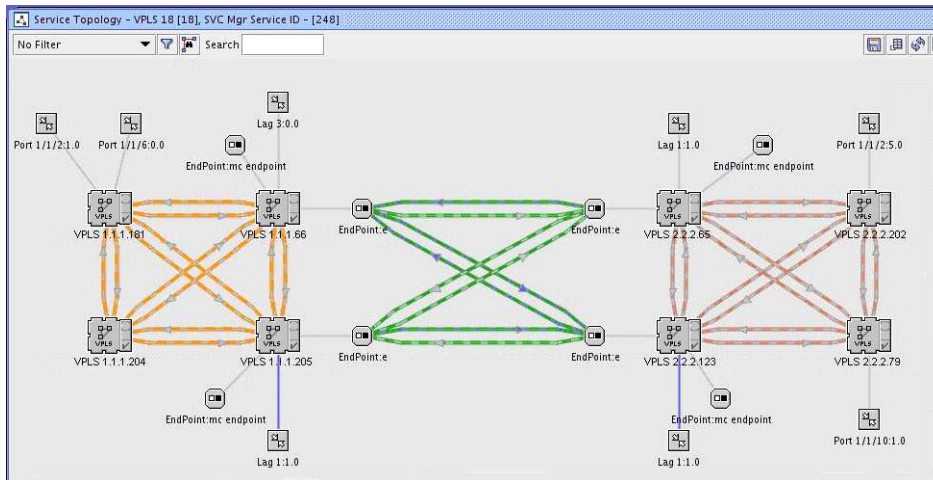 Service Topology - VPLS 18 [18], SVC Mgr Service ID - [248]
No Filter
Search
Lag 3:0.0
Port 1/1/2:1.0
Port 1/1/6:0.0
EndPoint:mc endpoint
Lag 1:1.0
EndPoint:mc endpoint
Port 1/1/2:5.0
VPLS
VPLS
VPLS
VPLS
VPLS 1.1.1.181
VPLS 1.1.1.66
EndPoint:e
EndPoint:e
VPLS 2.2.2.65
VPLS 2.2.2.202
VPLS
VPLS
VPLS
VPLS
VPLS 1.1.1.204
VPLS 1.1.1.205
EndPoint:e
EndPoint:e
VPLS 2.2.2.123
VPLS 2.2.2.79
EndPoint:mc endpoint
EndPoint:mc endpoint
Lag 1:1.0
Lag 1:1.0
Port 1/1/10:1.0